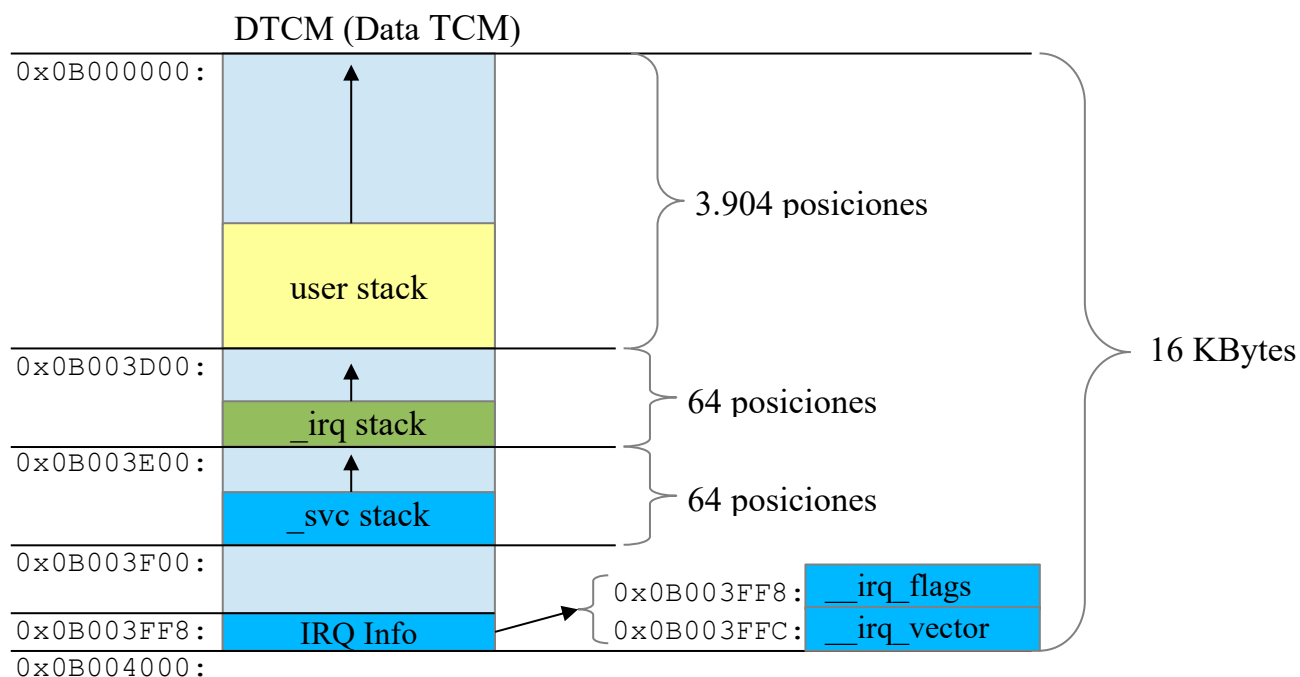 DTCM (Data TCM)
0x0B000000:
3.904 posiciones
user stack
16 KBytes
0x0B003D00:
64 posiciones
_irq stack
0x0B003E00:
64 posiciones
_svc stack
0x0B003F00:
0x0B003FF8: __irq_flags
0x0B003FF8: IRQ Info
0x0B003FFC: __irq_vector
0x0B004000: